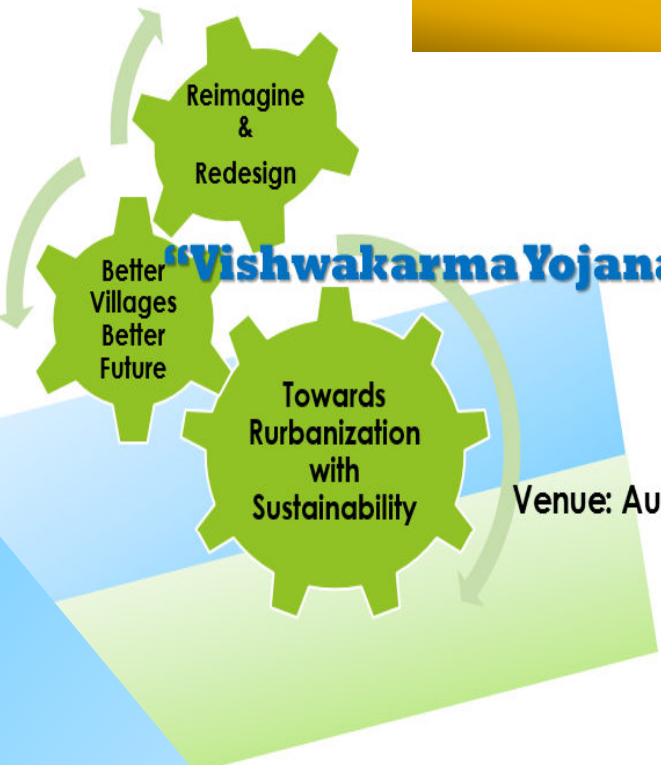 Reimagine
&
Redesign
“Vishwakarma Yojana
Better
Villages
Better
Future
Towards
Rurbanization
with
Sustainability
Venue: Au